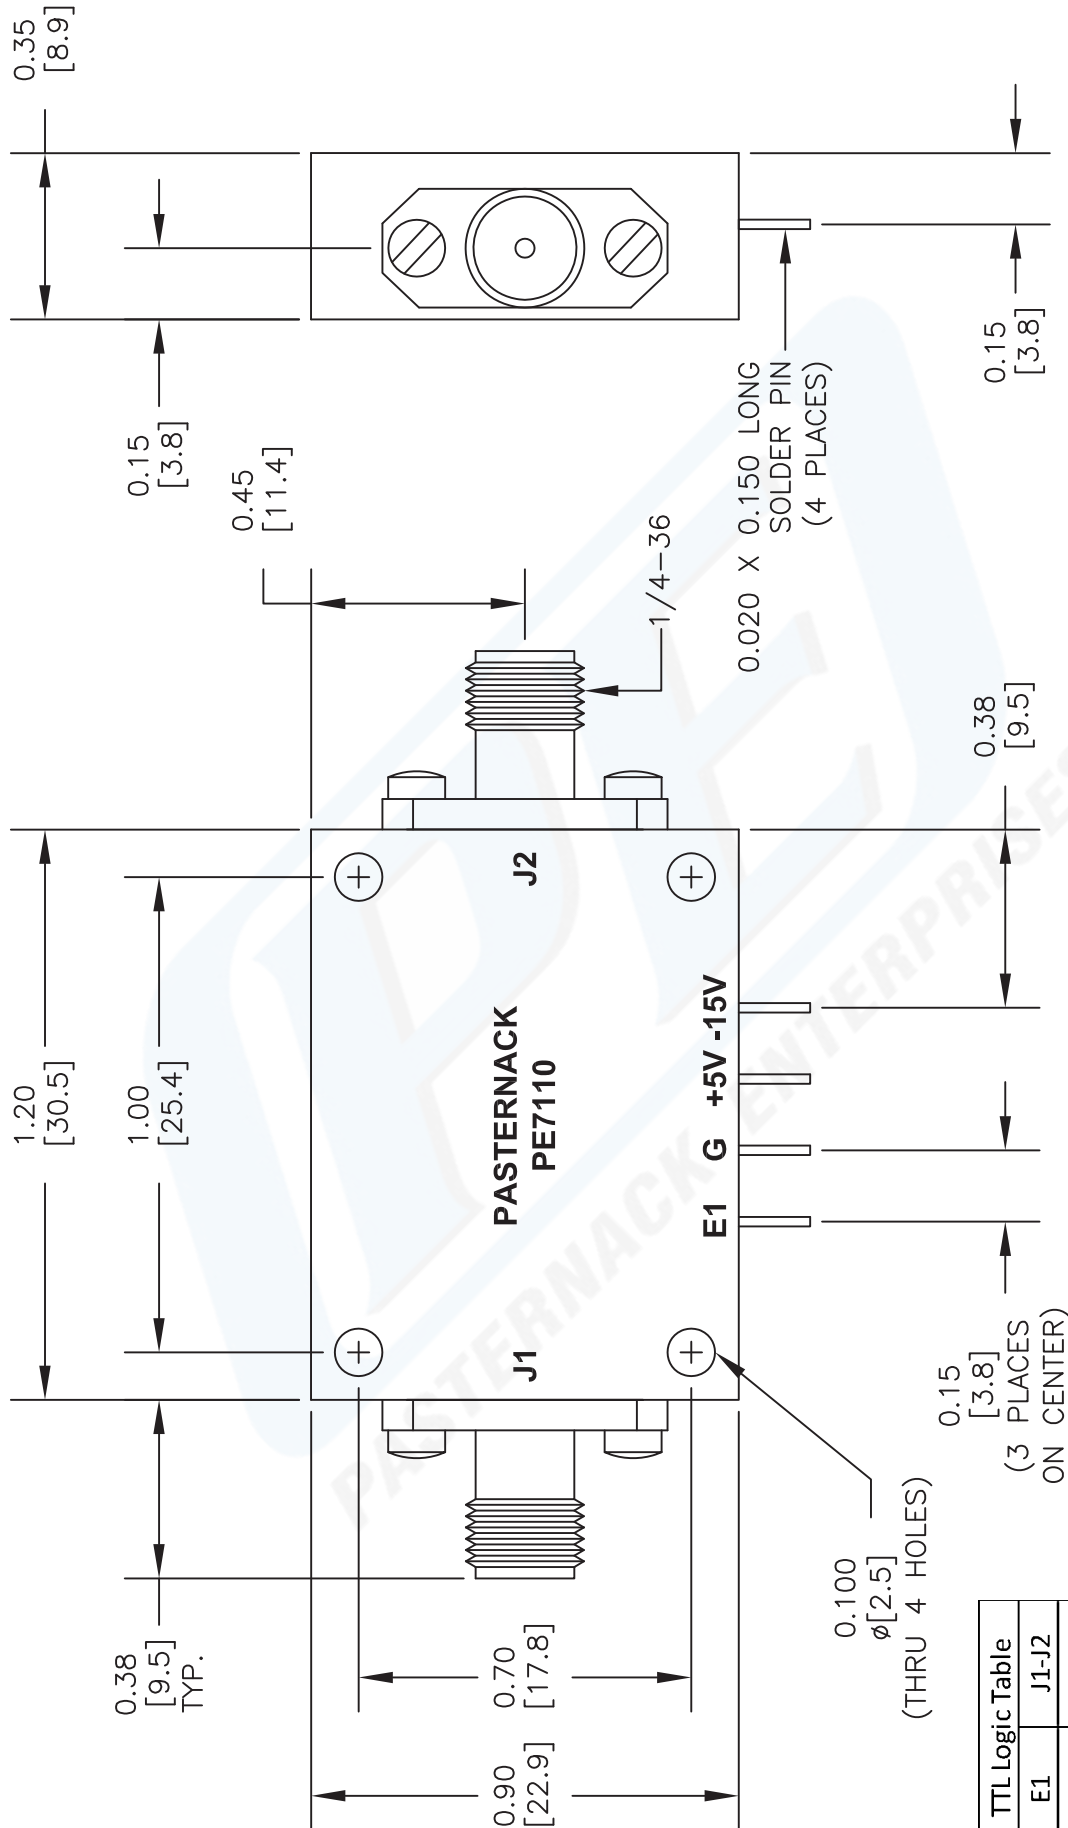 0.38
[9.5]
TYP.
1.20
[30.5]
1.00
[25.4]
0.15
[3.8]
0.35
[8.9]
0.45
[11.4]
0.90
[22.9]
0.70
[17.8]
J1
PASTERNACK
PE7110
J2
E1 G +5V -15V
1/4-36
0.020 X 0.150 LONG
SOLDER PIN
(4 PLACES)
0.100
ø[2.5]
(THRU 4 HOLES)
0.15
[3.8]
(3 PLACES
ON CENTER)
0.38
[9.5]
0.15
[3.8]
TTL Logic Table
E1 J1-J2
PASTERNACK ENTERPRISES
PE